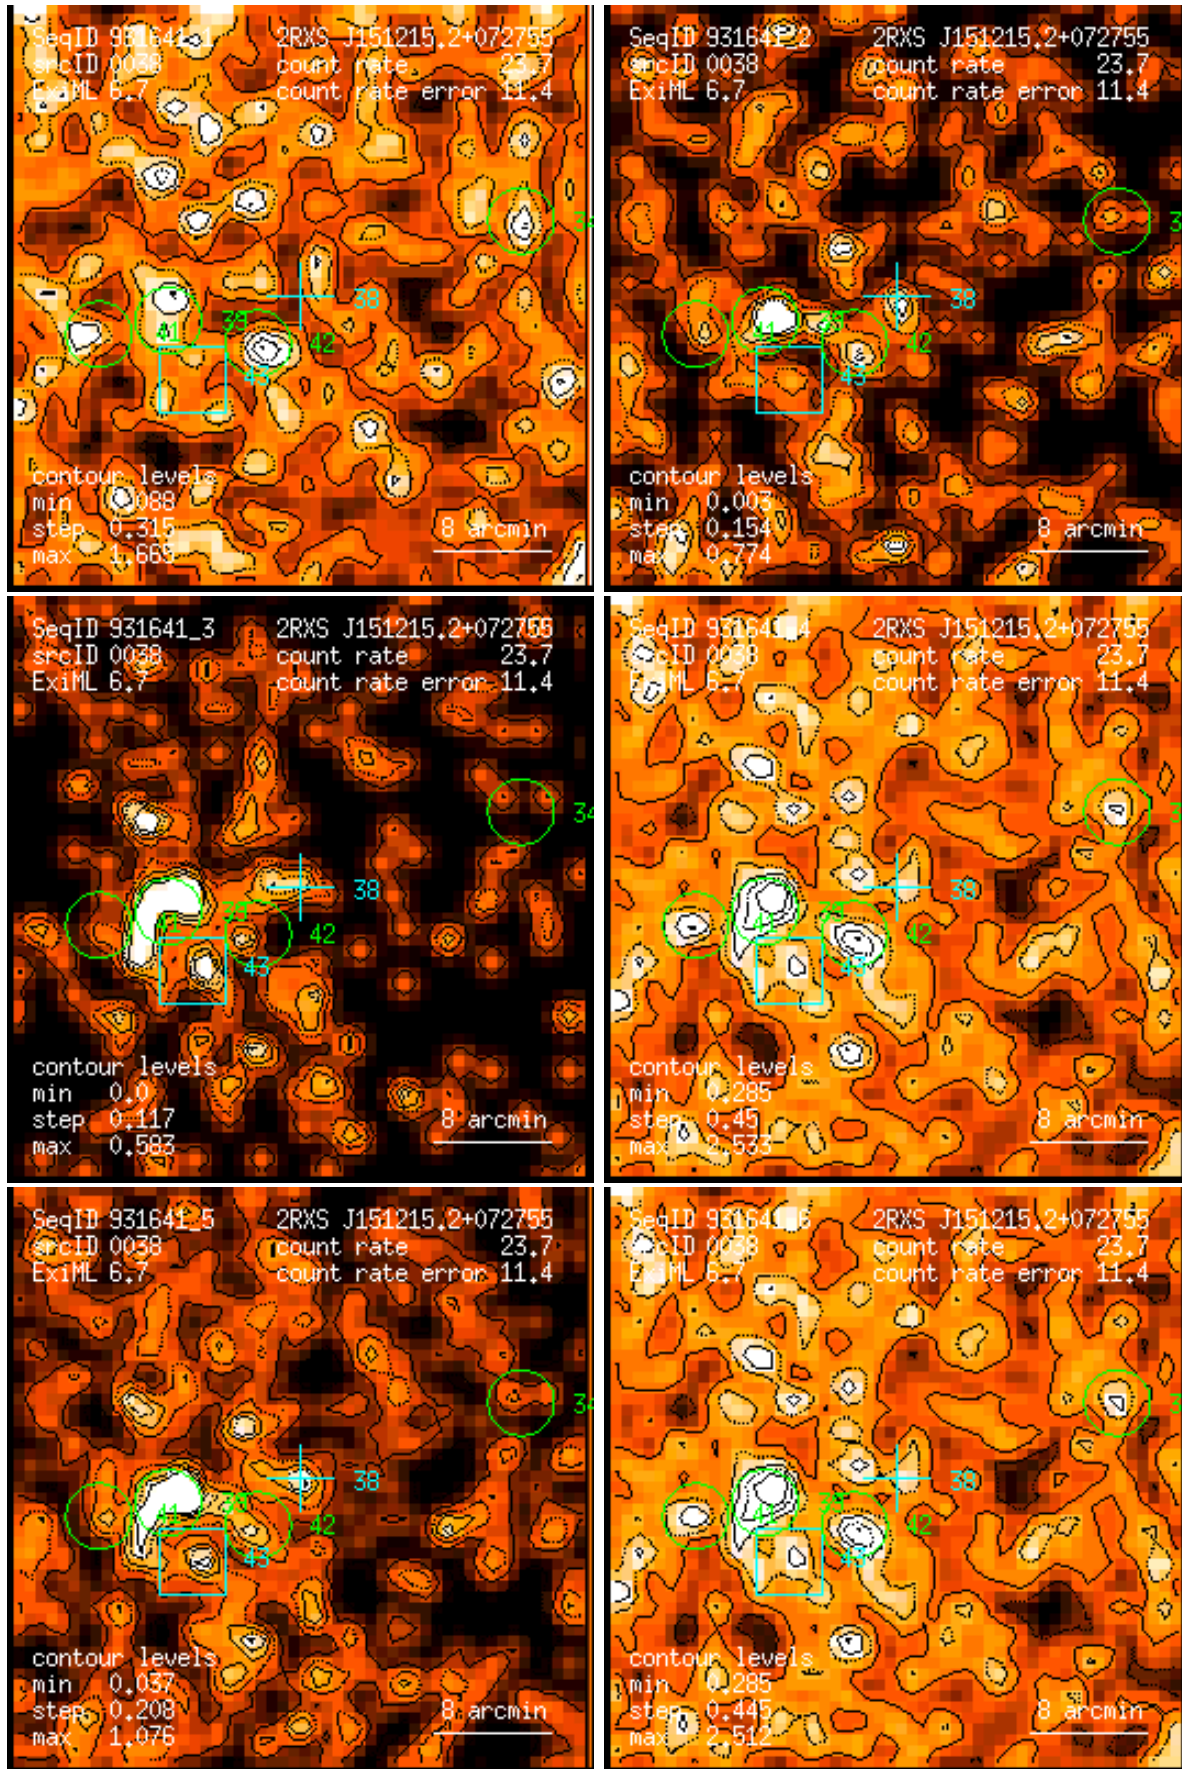 SeqID 931641_1 2RXS J151215.2+072755
srcID 0038 count rate 23.7
ExiML 6.7 count rate error 11.4
34
38
41 39 42
43
contour levels
min 0.088
step 0.315
max 1.665
8 arcmin
SeqID 931641_2 2RXS J151215.2+072755
srcID 0038 count rate 23.7
ExiML 6.7 count rate error 11.4
3
38
41 39 42
43
contour levels
min 0.003
step 0.154
max 0.774
8 arcmin
SeqID 931641_3 2RXS J151215.2+072755
srcID 0038 count rate 23.7
ExiML 6.7 count rate error 11.4
34
38
41 39 42
43
contour levels
min 0.0
step 0.117
max 0.583
8 arcmin
SeqID 931641_4 2RXS J151215.2+072755
srcID 0038 count rate 23.7
ExiML 6.7 count rate error 11.4
3
38
41 39 42
43
contour levels
min 0.285
step 0.45
max 2.533
8 arcmin
SeqID 931641_5 2RXS J151215.2+072755
srcID 0038 count rate 23.7
ExiML 6.7 count rate error 11.4
34
38
41 39 42
43
contour levels
min 0.037
step 0.208
max 1.076
8 arcmin
SeqID 931641_6 2RXS J151215.2+072755
srcID 0038 count rate 23.7
ExiML 6.7 count rate error 11.4
3
38
41 39 42
43
contour levels
min 0.285
step 0.445
max 2.512
8 arcmin